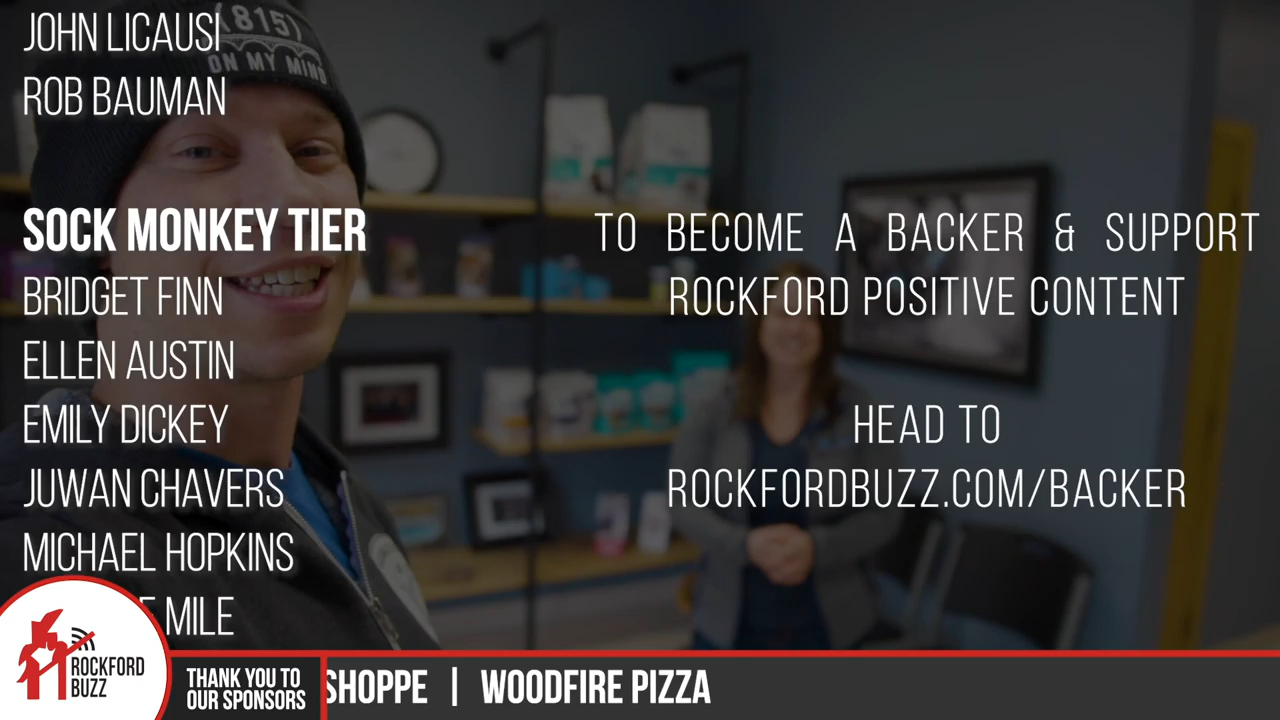 JOHN LICAUSI
ROB BAUMAN
(815)
ON MY MIND
SOCK MONKEY TIER
BRIDGET FINN
ELLEN AUSTIN
EMILY DICKEY
JUWAN CHAVERS
MICHAEL HOPKINS
MILE
TO BECOME A BACKER & SUPPORT
ROCKFORD POSITIVE CONTENT
HEAD TO
ROCKFORDBUZZ.COM/BACKER
ROCKFORD
BUZZ
THANK YOU TO
OUR SPONSORS
SHOPPE | WOODFIRE PIZZA